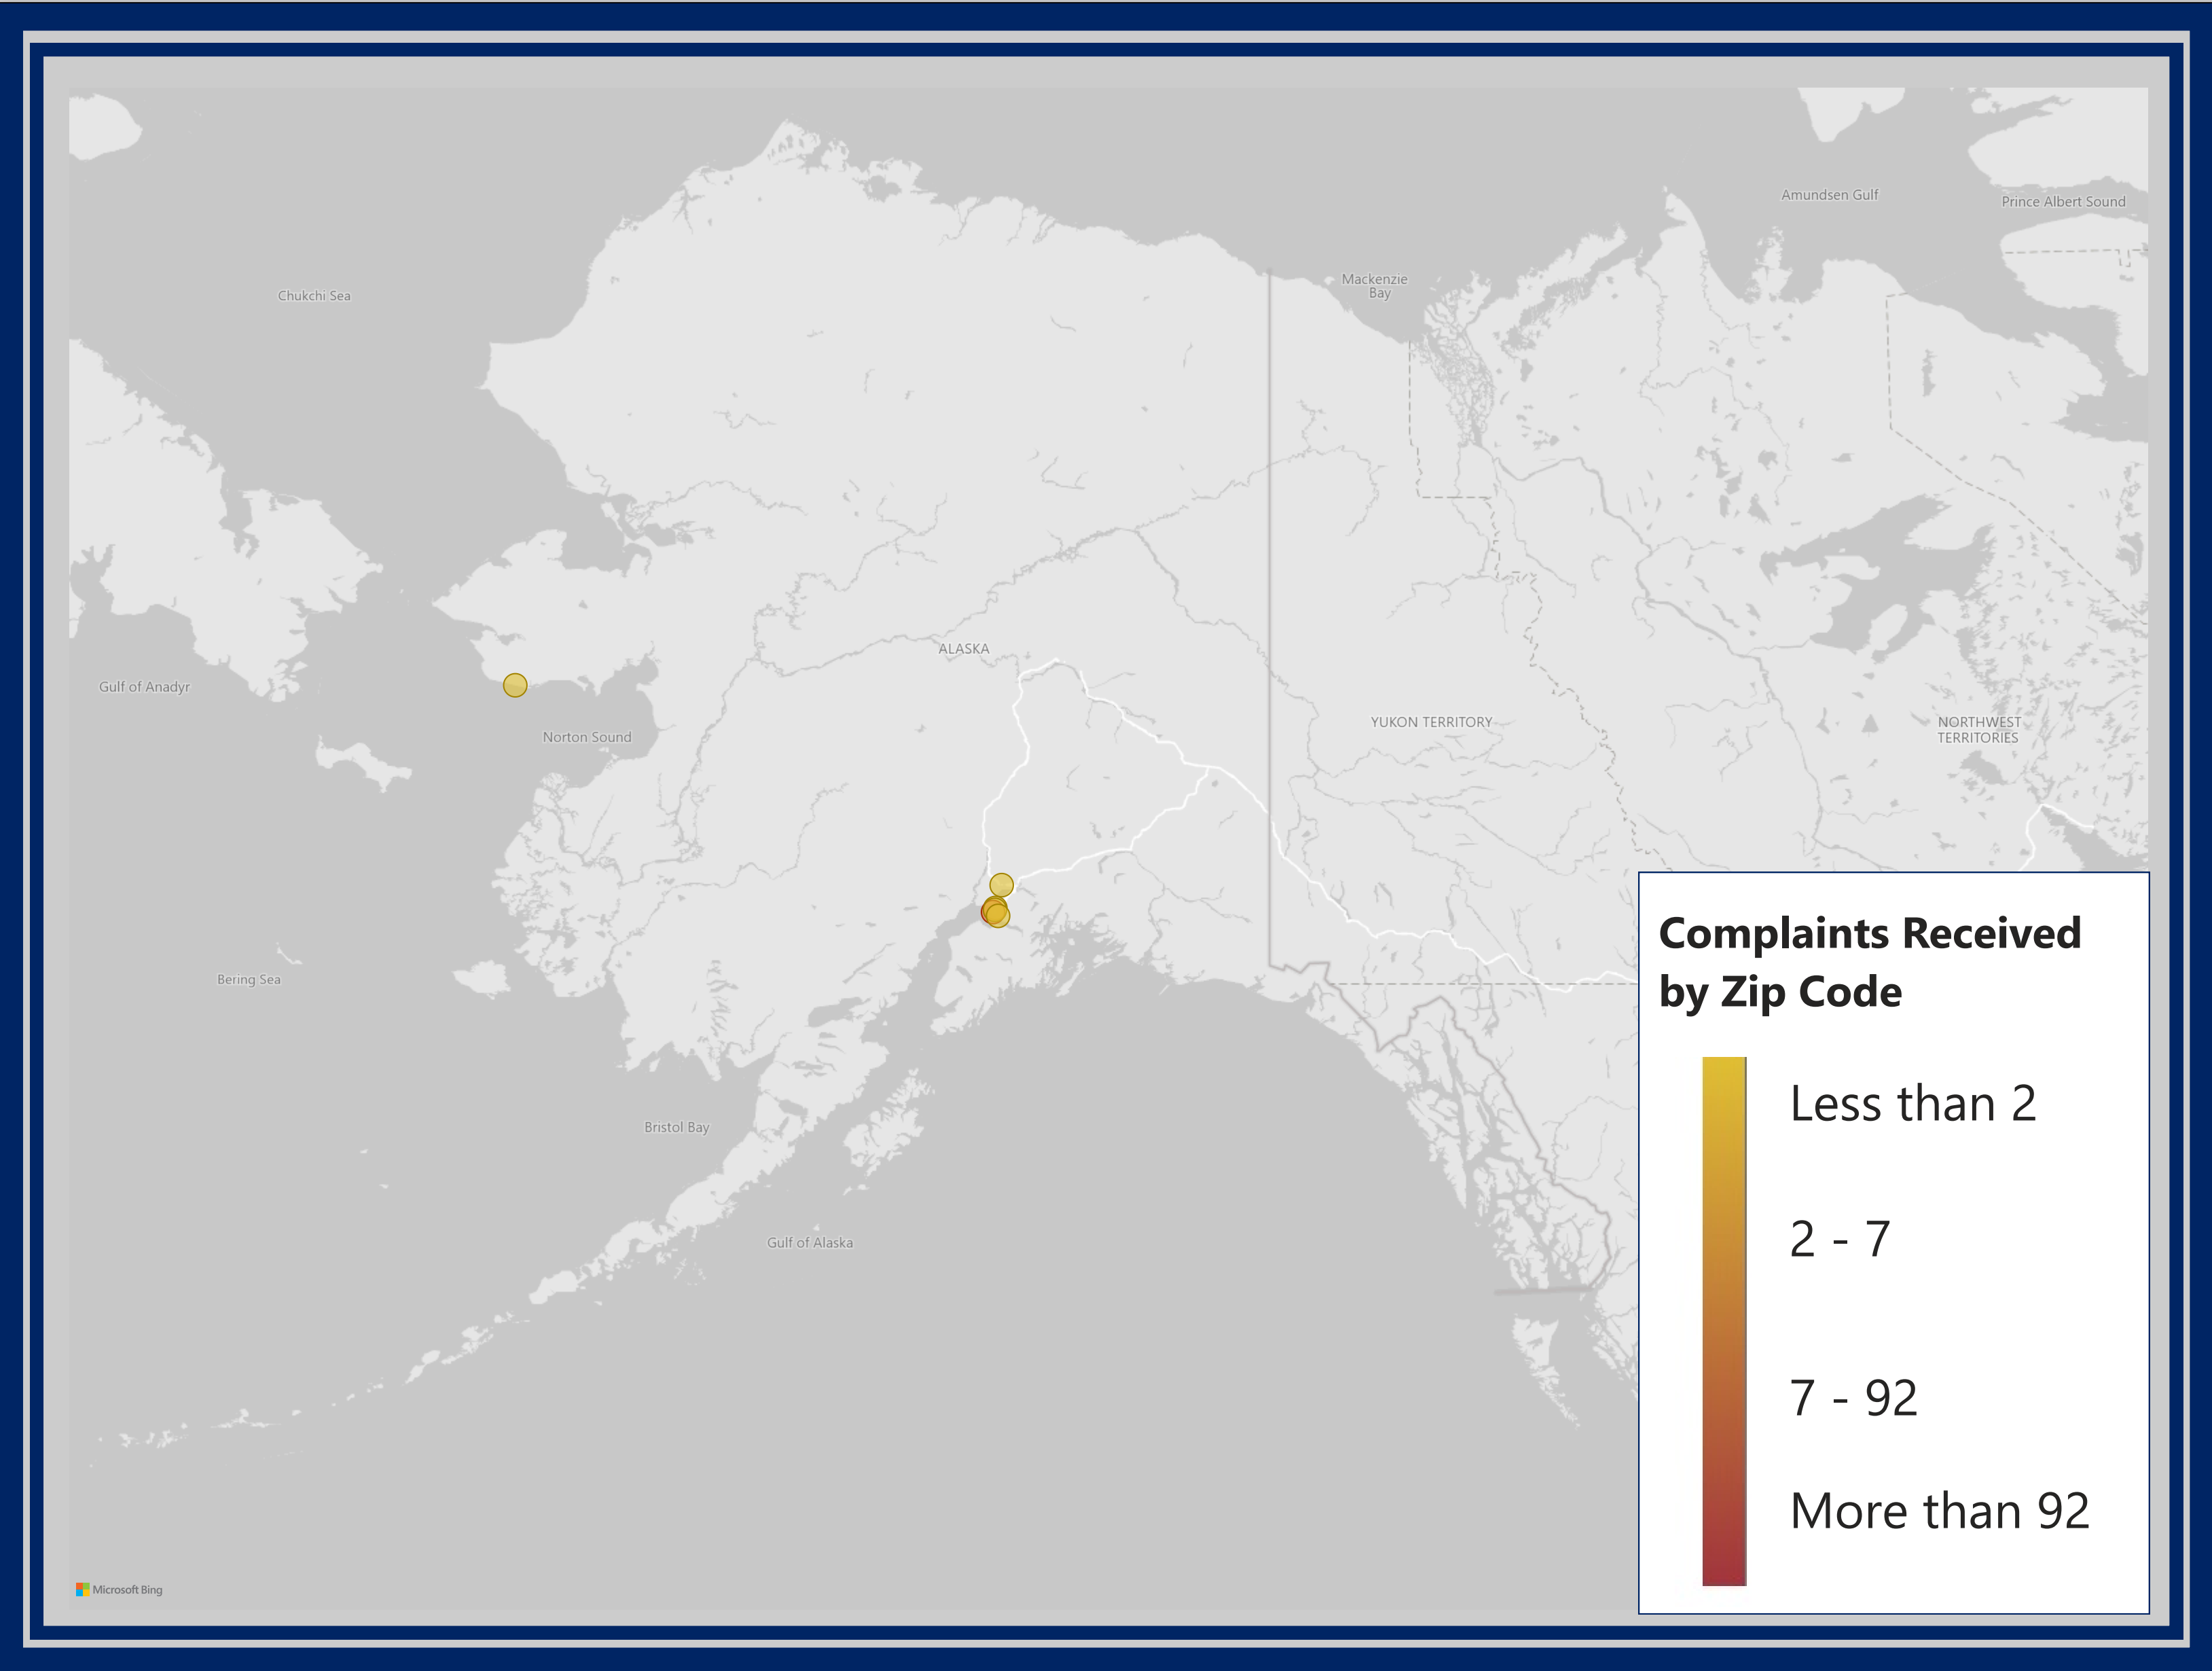 Amundsen Gulf
Prince Albert Sound
Mackenzie
Bay
Chukchi Sea
ALASKA
Gulf of Anadyr
Norton Sound
YUKON TERRITORY
NORTHWEST
TERRITORIES
Bering Sea
Bristol Bay
Gulf of Alaska
Complaints Received
by Zip Code
Less than 2
2 - 7
7 - 92
More than 92
Microsoft Bing